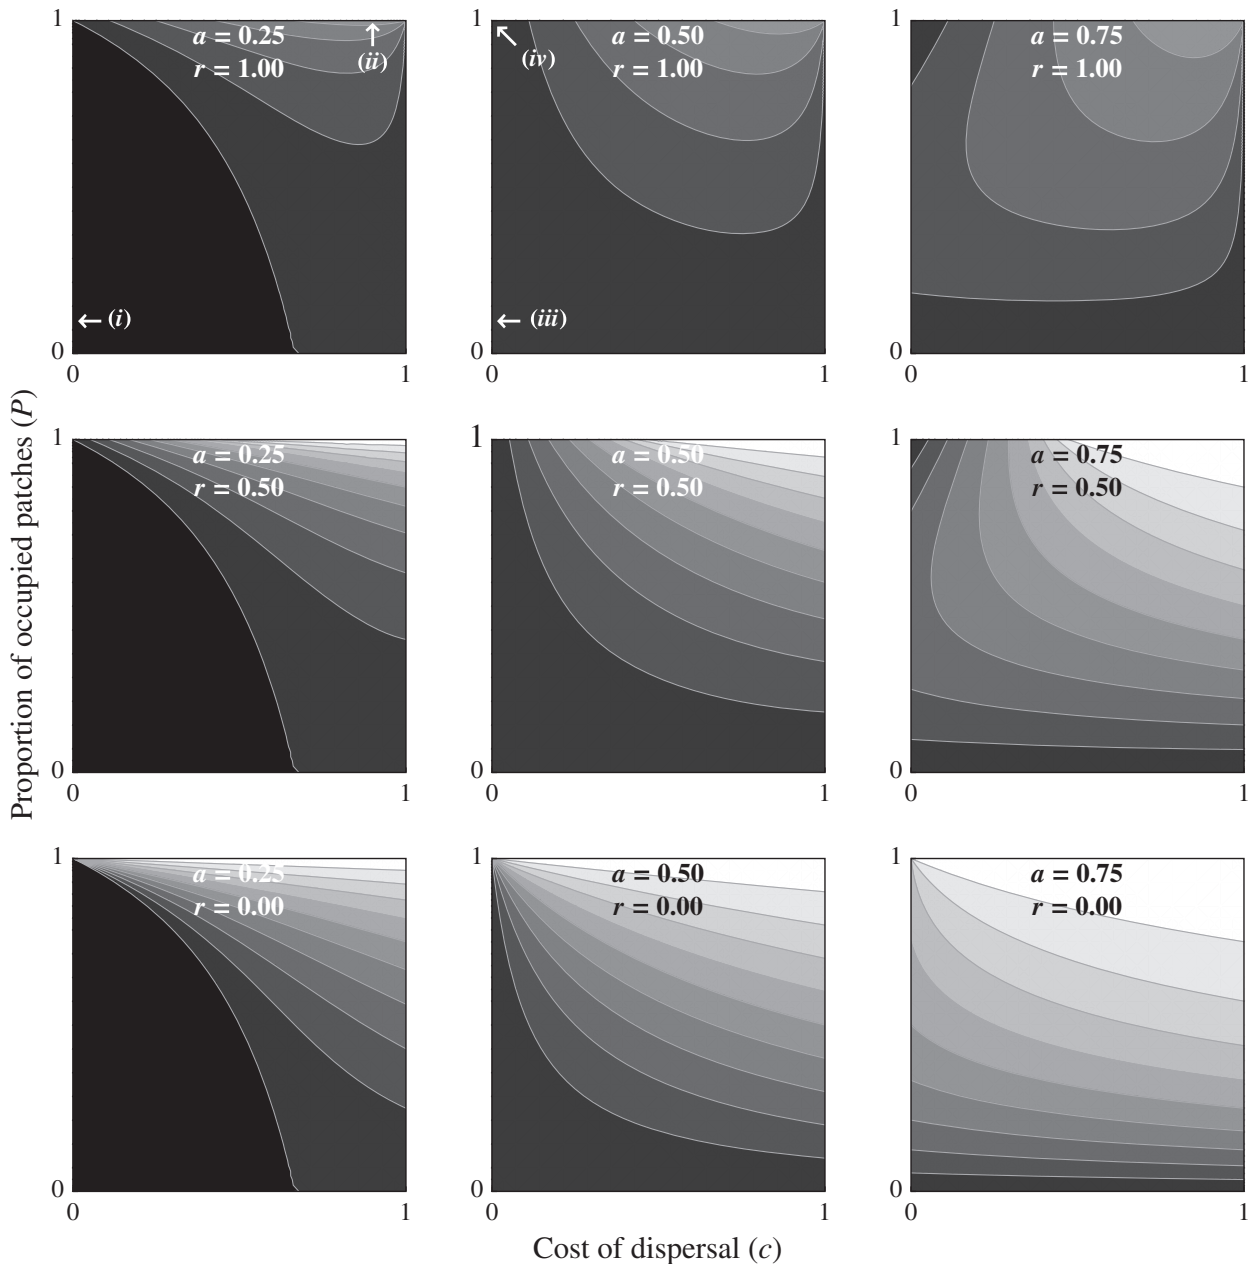 1
a = 0.25
r = 1.00
(ii)
← (i)
0
0
1
1
a = 0.50
r = 1.00
(iv)
← (iii)
0
0
1
1
a = 0.75
r = 1.00
0
0
1
Proportion of occupied patches (P)
1
a = 0.25
r = 0.50
0
0
1
1
a = 0.50
r = 0.50
0
0
1
1
a = 0.75
r = 0.50
0
0
1
1
a = 0.25
r = 0.00
0
0
1
1
a = 0.50
r = 0.00
0
0
1
1
a = 0.75
r = 0.00
0
0
1
Cost of dispersal (c)